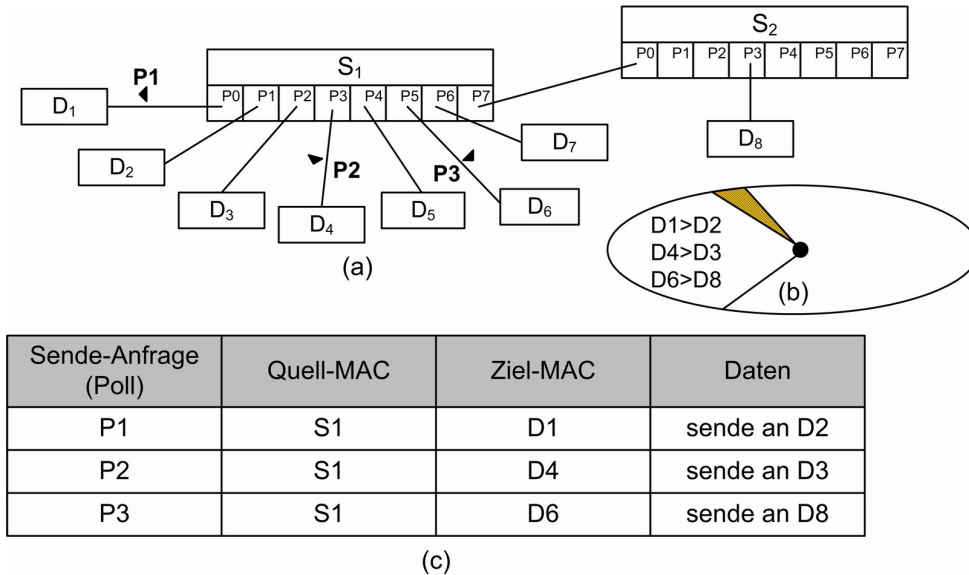 S2
P0 P1 P2 P3 P4 P5 P6 P7
S1
P0 P1 P2 P3 P4 P5 P6 P7
P1
D1
D2
D3
P2
D4
D5
P3
D6
D7
D8
(a)
D1>D2
D4>D3
D6>D8
(b)
Sende-Anfrage
(Poll)
Quell-MAC
Ziel-MAC
Daten
P1 S1 D1 sende an D2
P2 S1 D4 sende an D3
P3 S1 D6 sende an D8
(c)